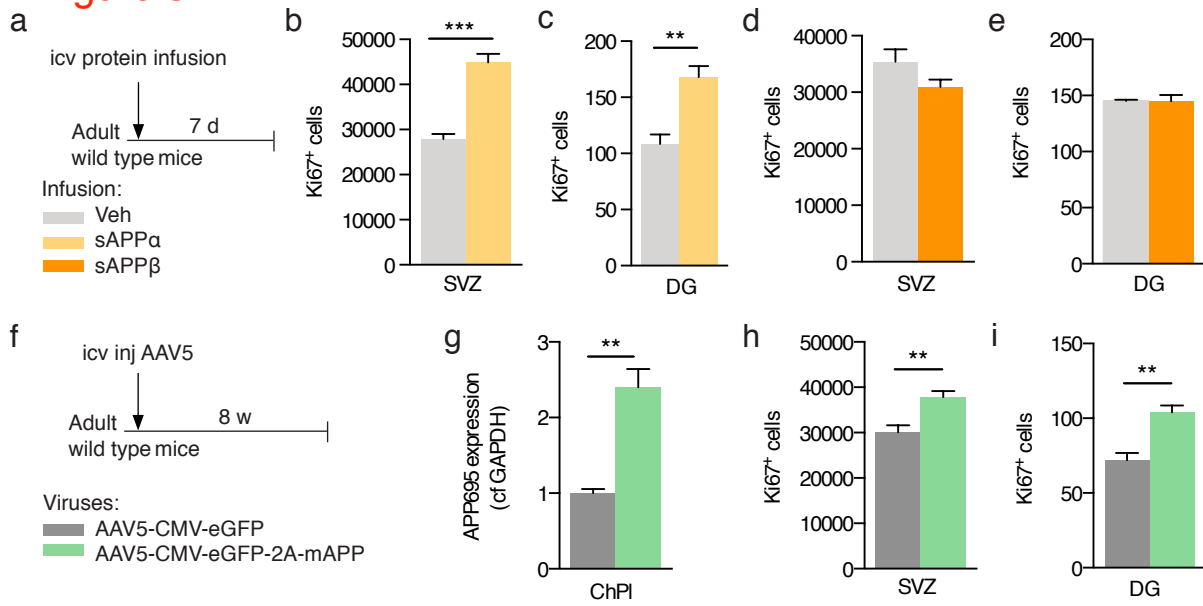 a
icv protein infusion
Adult
7 d
wild type mice
Infusion:
Veh
sAPPα
sAPPβ
b
Ki67+ cells
50000
40000
30000
20000
10000
0
***
SVZ
c
Ki67+ cells
200
150
100
50
0
**
DG
d
Ki67+ cells
40000
30000
20000
10000
0
SVZ
e
Ki67+ cells
200
150
100
50
0
DG
f
icv inj AAV5
Adult
8 w
wild type mice
Viruses:
AAV5-CMV-eGFP
AAV5-CMV-eGFP-2A-mAPP
g
APP695 expression
(cf GAPDH)
3
2
1
0
**
ChPl
h
Ki67+ cells
50000
40000
30000
20000
10000
0
**
SVZ
i
Ki67+ cells
150
100
50
0
**
DG